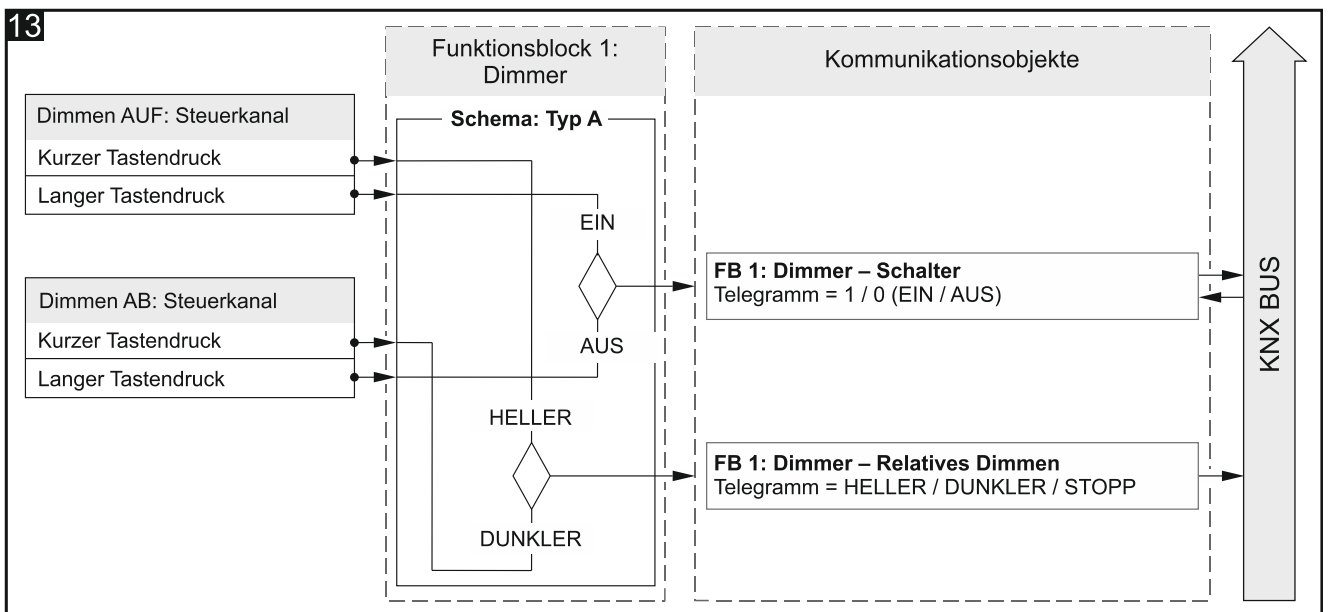 13
Funktionsblock 1:
Dimmer
Kommunikationsobjekte
Dimmen AUF: Steuerkanal
Kurzer Tastendruck
Langer Tastendruck
Schema: Typ A
EIN
Dimmen AB: Steuerkanal
Kurzer Tastendruck
Langer Tastendruck
AUS
HELLER
DUNKLER
FB 1: Dimmer – Schalter
Telegramm = 1 / 0 (EIN / AUS)
FB 1: Dimmer – Relatives Dimmen
Telegramm = HELLER / DUNKLER / STOPP
KNX BUS